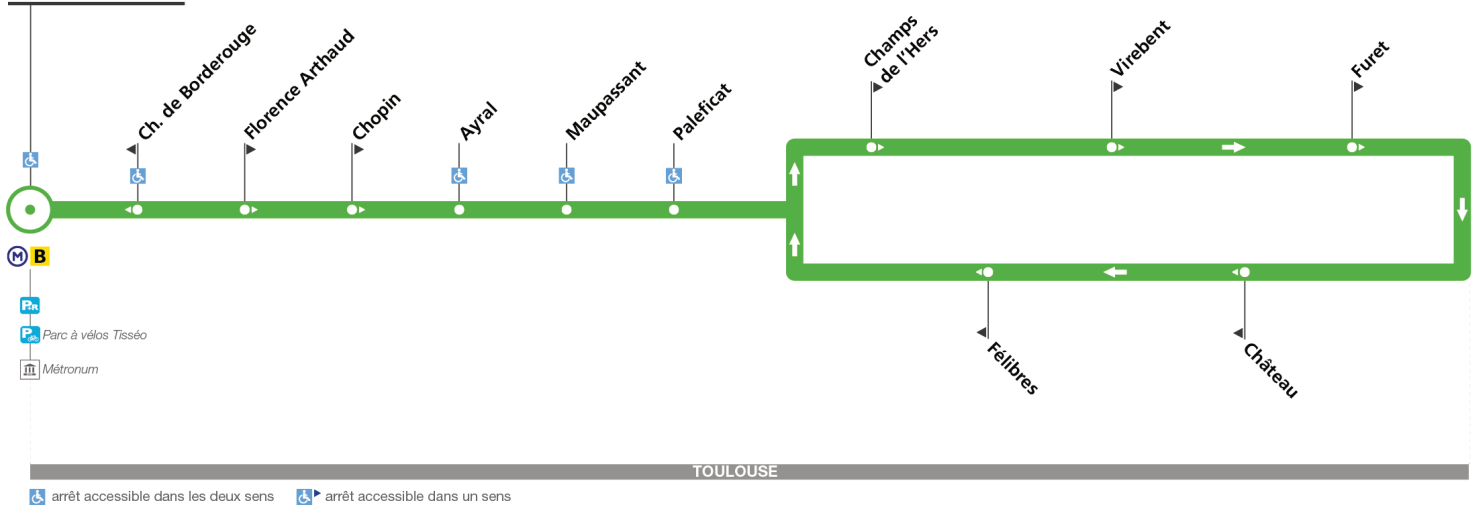 Ch. de Borderouge
Florence Arthaud
Chopin
Ayral
Maupassant
Paleficat
Champs
de l'Hers
Virebent
Furet
M B
P+R
P
Parc à vélos Tisséo
Métronum
Félibres
Château
TOULOUSE
arrêt accessible dans les deux sens
arrêt accessible dans un sens